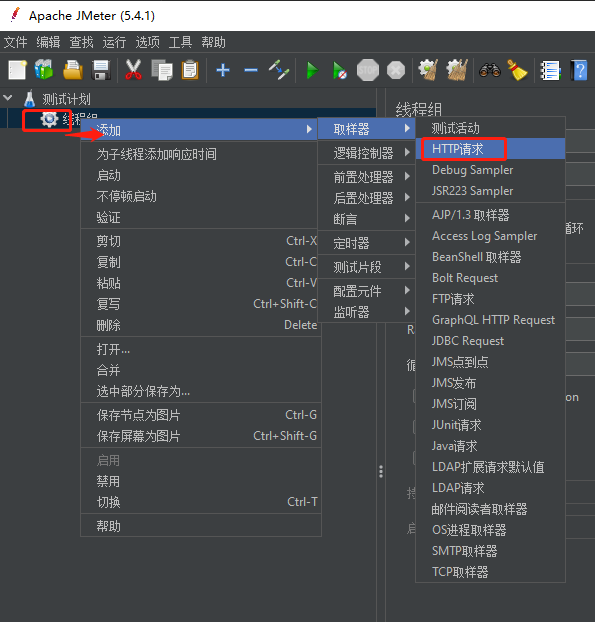 Apache JMeter (5.4.1)
文件 编辑 查找 运行 选项 工具 帮助
测试计划
线程组
线程组
添加
为子线程添加响应时间
启动
不停顿启动
验证
剪切 Ctrl-X
复制 Ctrl-C
粘贴 Ctrl-V
复写 Ctrl+Shift-C
删除 Delete
打开...
合并
选中部分保存为...
保存节点为图片 Ctrl-G
保存屏幕为图片 Ctrl+Shift-G
启用
禁用
切换 Ctrl-T
帮助
取样器
逻辑控制器
前置处理器
后置处理器
断言
定时器
测试片段
配置元件
监听器
测试活动
HTTP请求
Debug Sampler
JSR223 Sampler
AJP/1.3 取样器
Access Log Sampler
BeanShell 取样器
Bolt Request
FTP请求
GraphQL HTTP Request
JDBC Request
JMS点到点
JMS发布
JMS订阅
JUnit请求
Java请求
LDAP扩展请求默认值
LDAP请求
邮件阅读者取样器
OS进程取样器
SMTP取样器
TCP取样器
循环
on